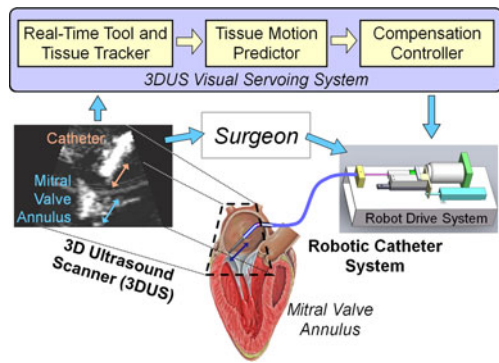 Real-Time Tool and
Tissue Tracker
Tissue Motion
Predictor
Compensation
Controller
3DUS Visual Servoing System
Catheter
Mitral
Valve
Annulus
Surgeon
Robot Drive System
3D Ultrasound
Scanner (3DUS)
Robotic Catheter
System
Mitral Valve
Annulus